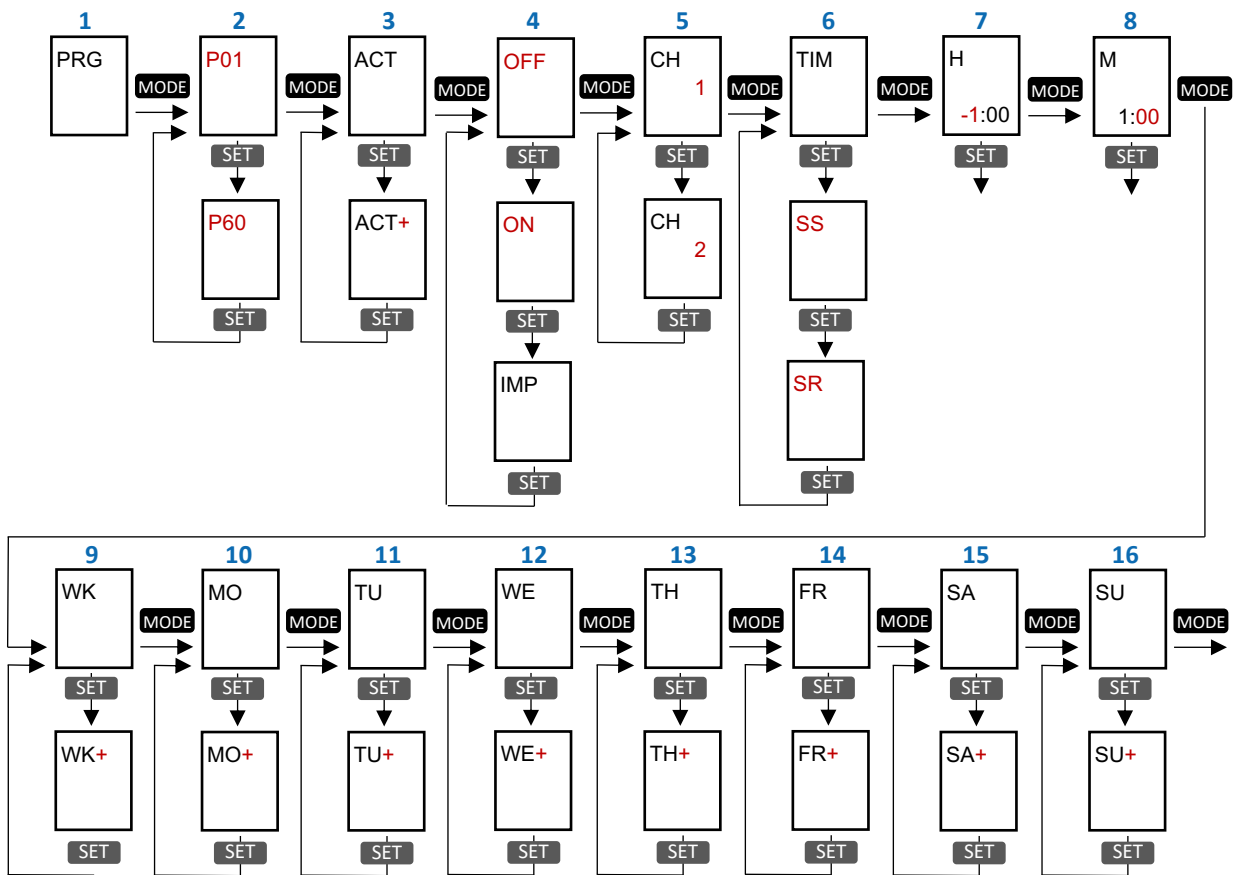 1 2 3 4 5 6 7 8
PRG P01 ACT OFF CH 1 TIM H -1:00 M 1:00
MODE MODE MODE MODE MODE MODE MODE MODE
SET SET SET SET SET SET SET
P60 ACT+ ON CH 2 SS
SET SET SET SET SET
IMP SR
SET SET
9 10 11 12 13 14 15 16
WK MO TU WE TH FR SA SU
MODE MODE MODE MODE MODE MODE MODE MODE
SET SET SET SET SET SET SET SET
WK+ MO+ TU+ WE+ TH+ FR+ SA+ SU+
SET SET SET SET SET SET SET SET